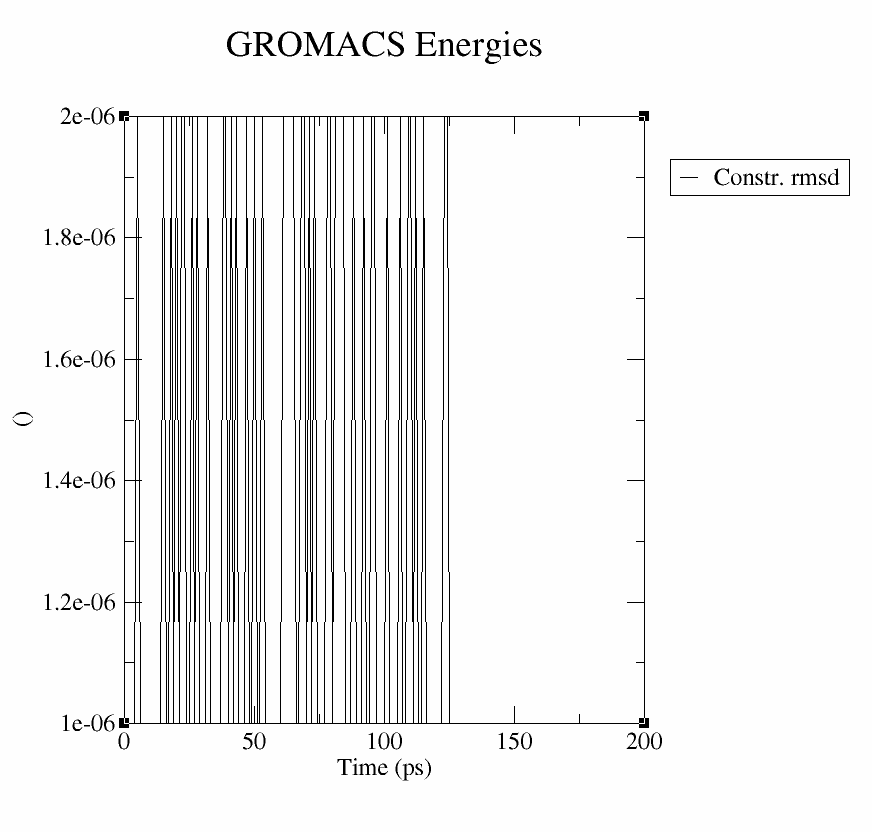 GROMACS Energies
2e-06
1.8e-06
1.6e-06
1.4e-06
1.2e-06
1e-06
()
0 50 100 150 200
Time (ps)
Constr. rmsd